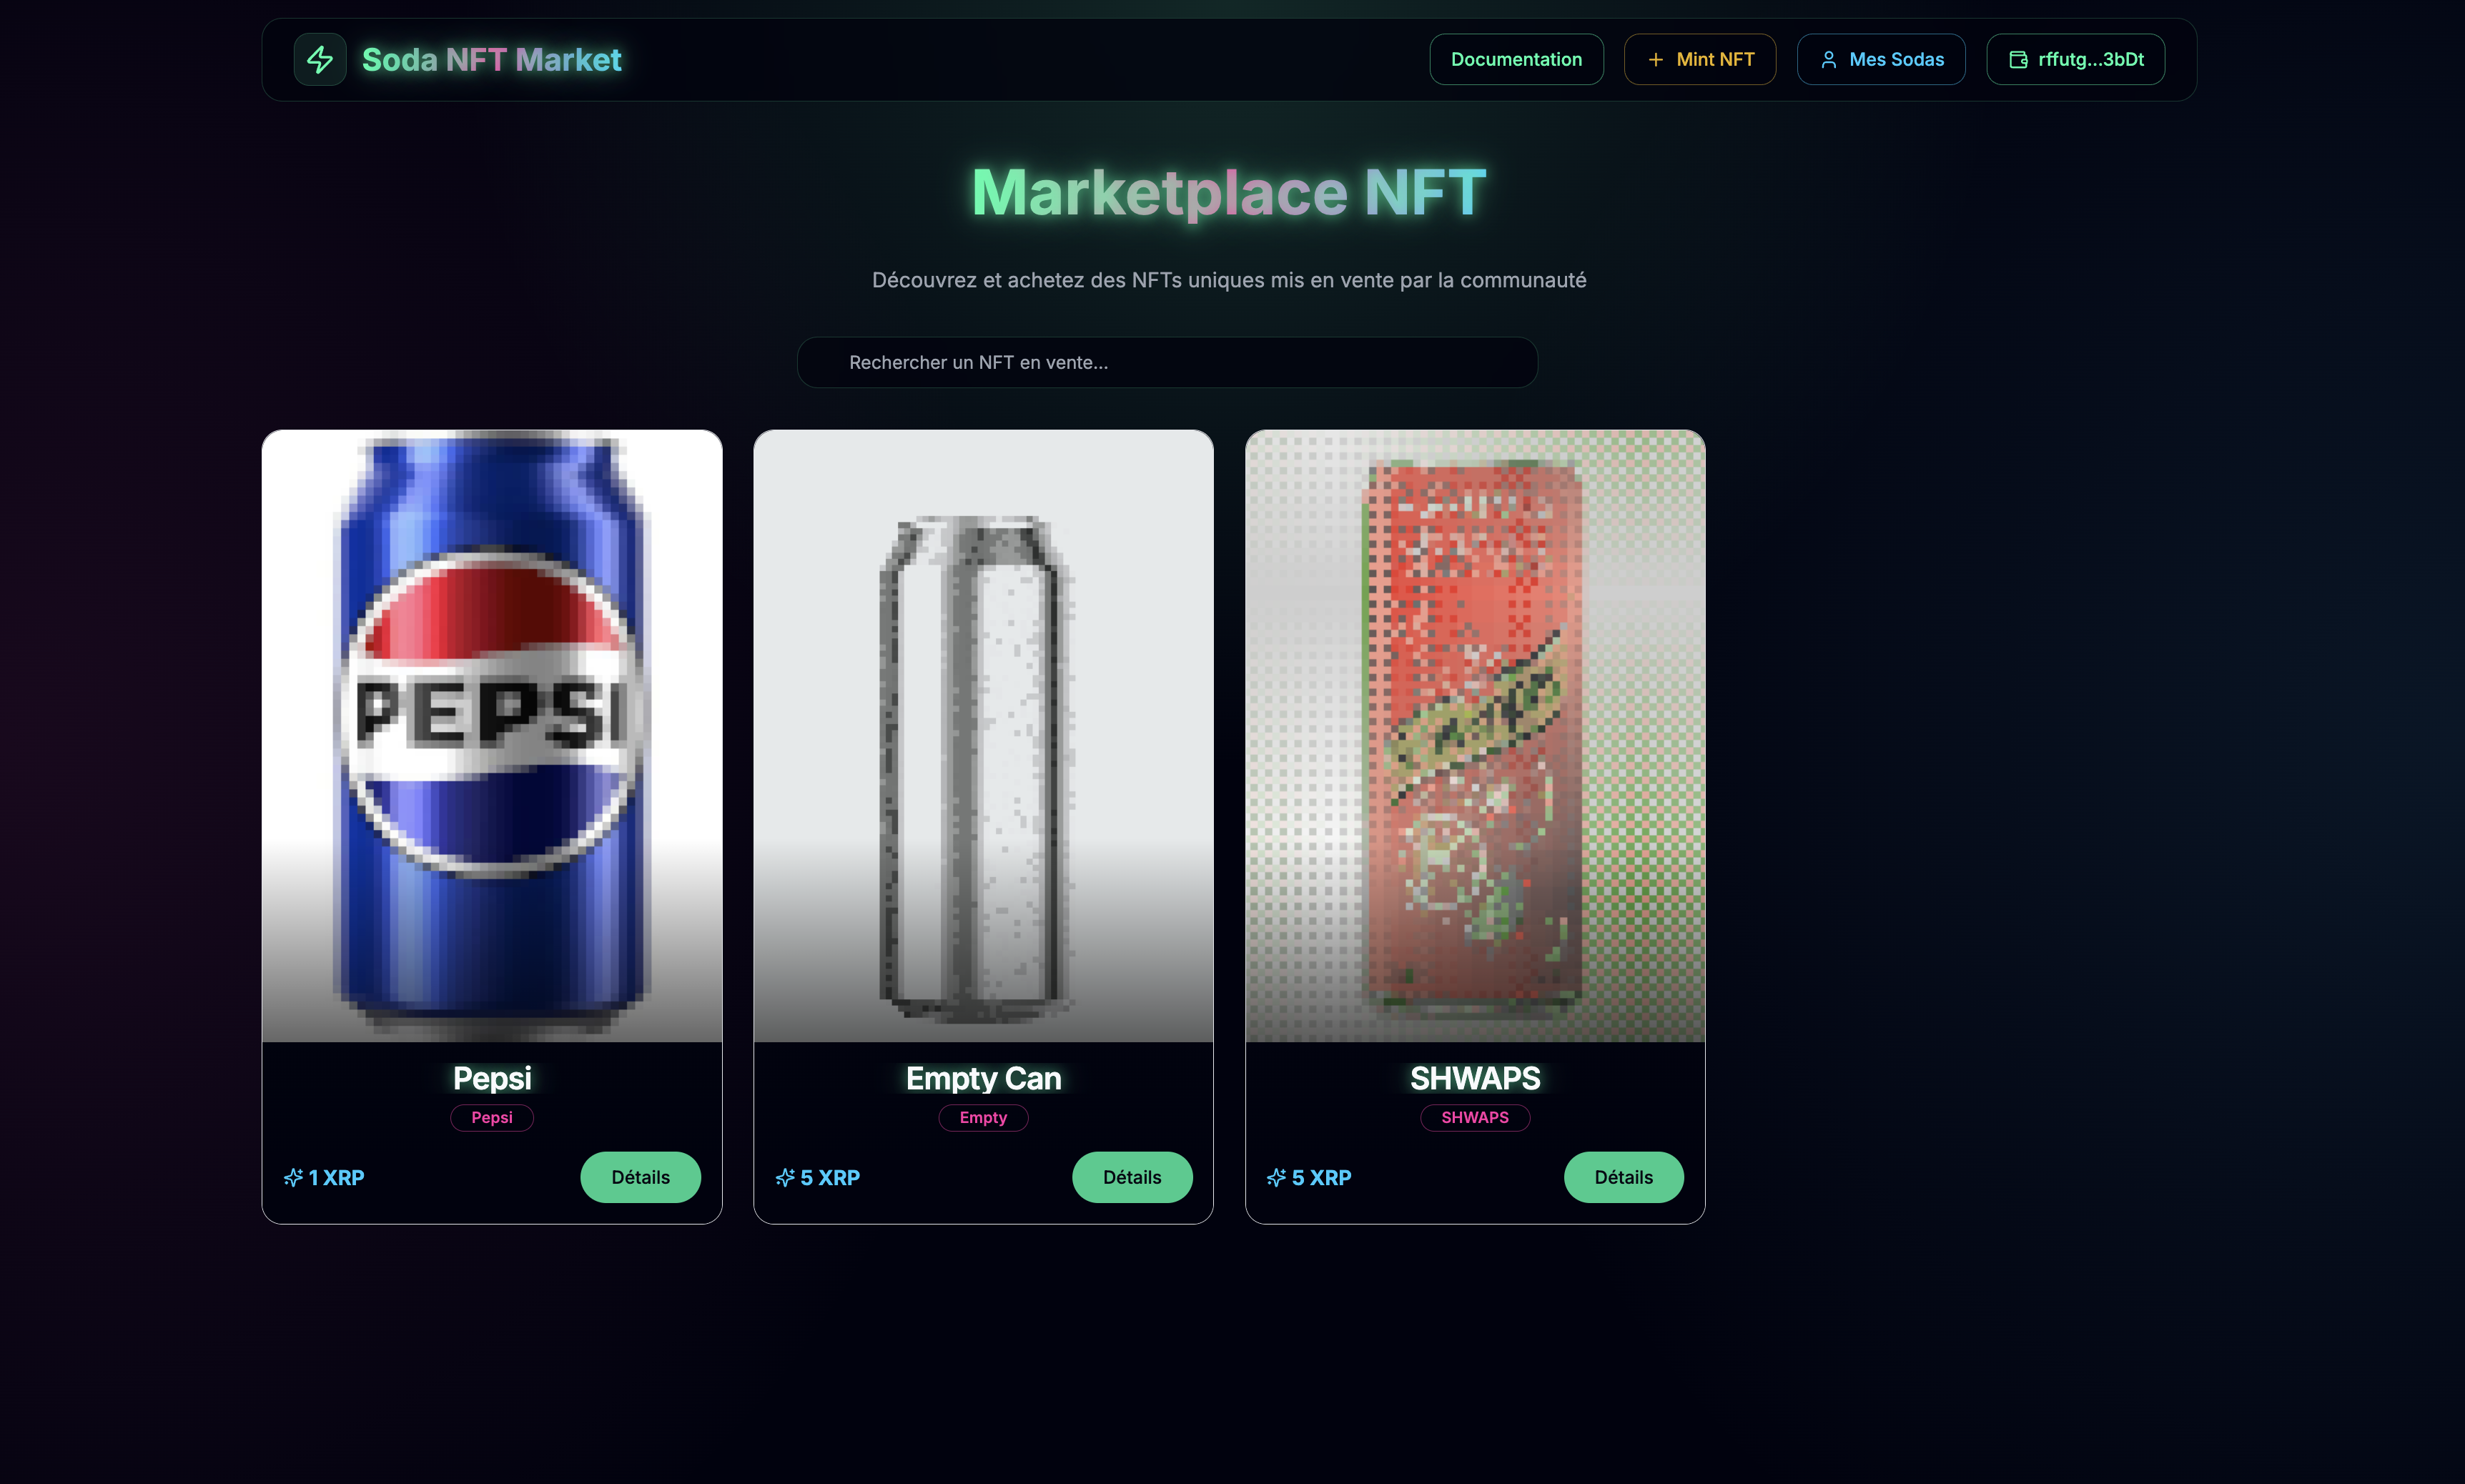 Soda NFT Market
Documentation
Mint NFT
Mes Sodas
rffutg...3bDt
Marketplace NFT
Découvrez et achetez des NFTs uniques mis en vente par la communauté
Rechercher un NFT en vente...
PEPSI
Pepsi
Pepsi
1 XRP
Détails
Empty Can
Empty
5 XRP
Détails
SHWAPS
SHWAPS
5 XRP
Détails